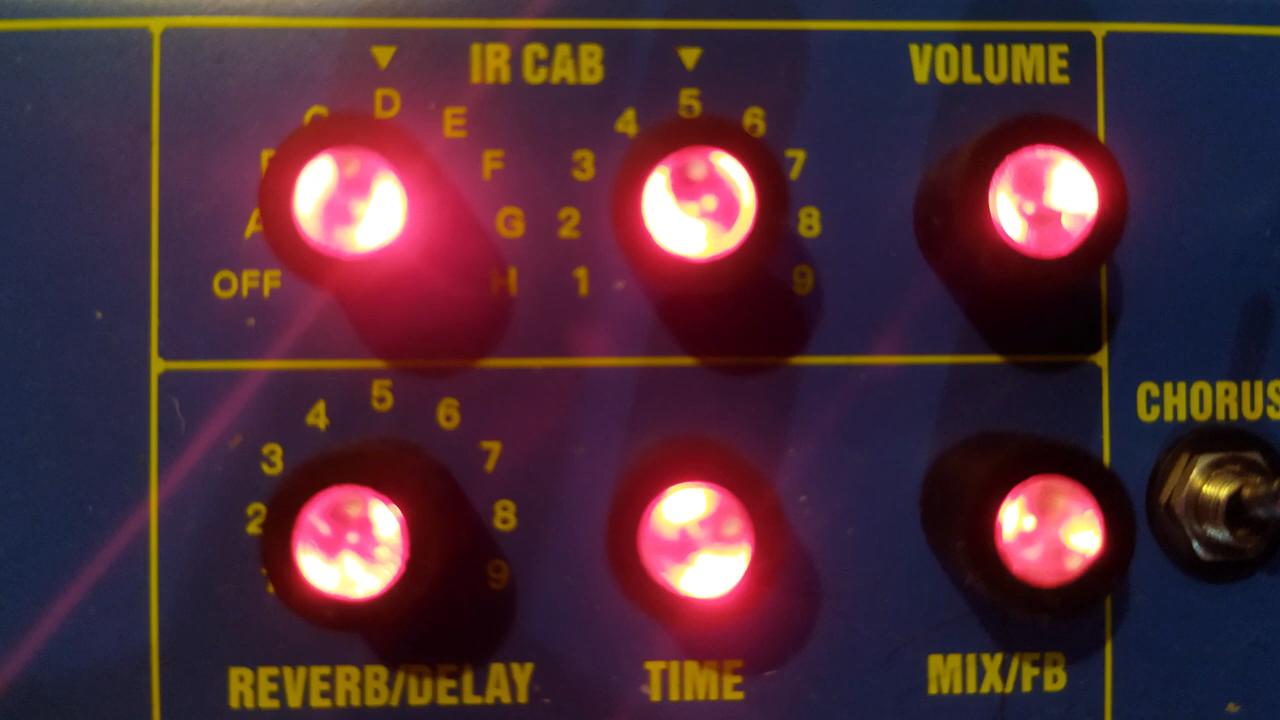 ▼ IR CAB ▼ VOLUME
D 5
E 4 6
F 3 7
G 2 8
OFF H 1 9
5
4 6
3 7
2 8
9
CHORUS
REVERB/DELAY TIME MIX/FB